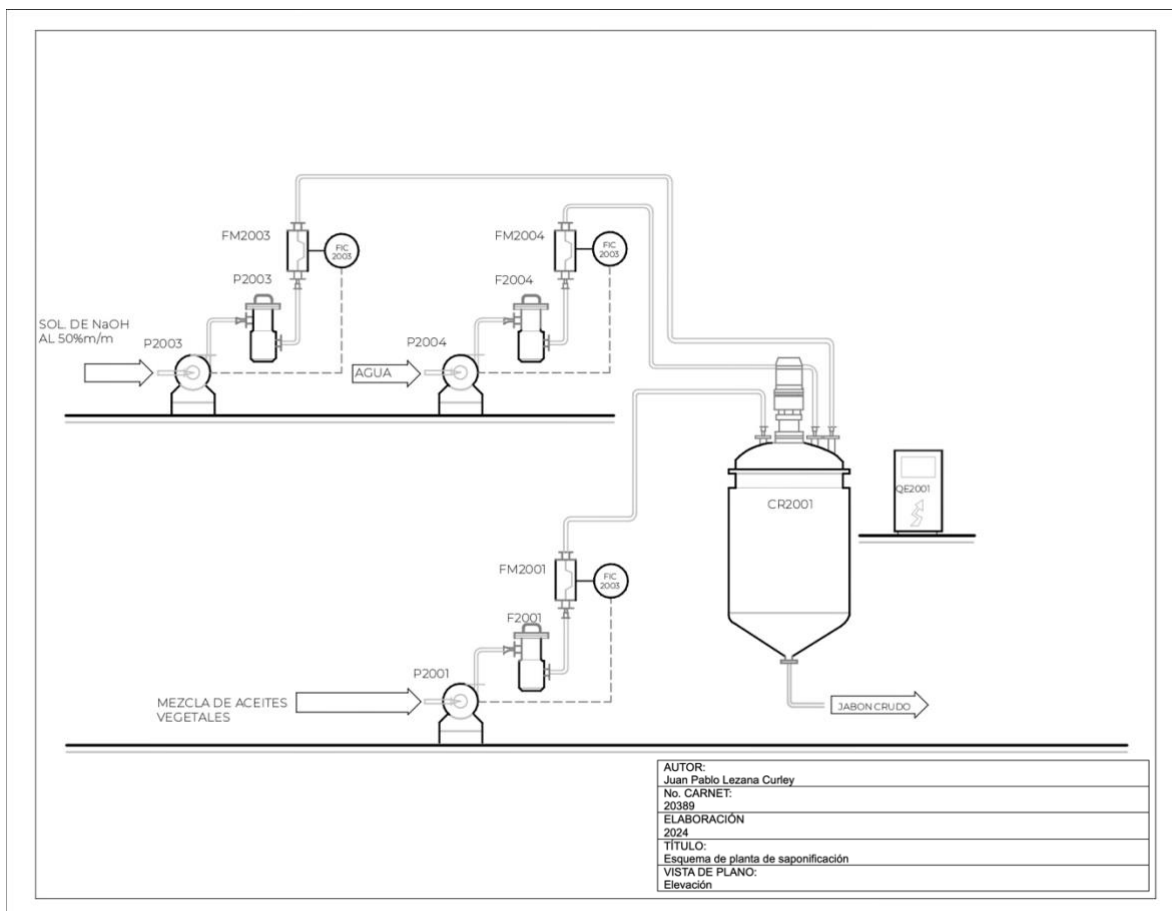 FM2003
FIC
2003
FM2004
FIC
2003
P2003
F2004
SOL. DE NaOH
AL 50%m/m
P2003
P2004
AGUA
CR2001
QE2001
FM2001
FIC
2003
F2001
P2001
MEZCLA DE ACEITES
VEGETALES
JABON CRUDO
AUTOR:
Juan Pablo Lezana Curley
No. CARNET:
20389
ELABORACIÓN
2024
TÍTULO:
Esquema de planta de saponificación
VISTA DE PLANO:
Elevación